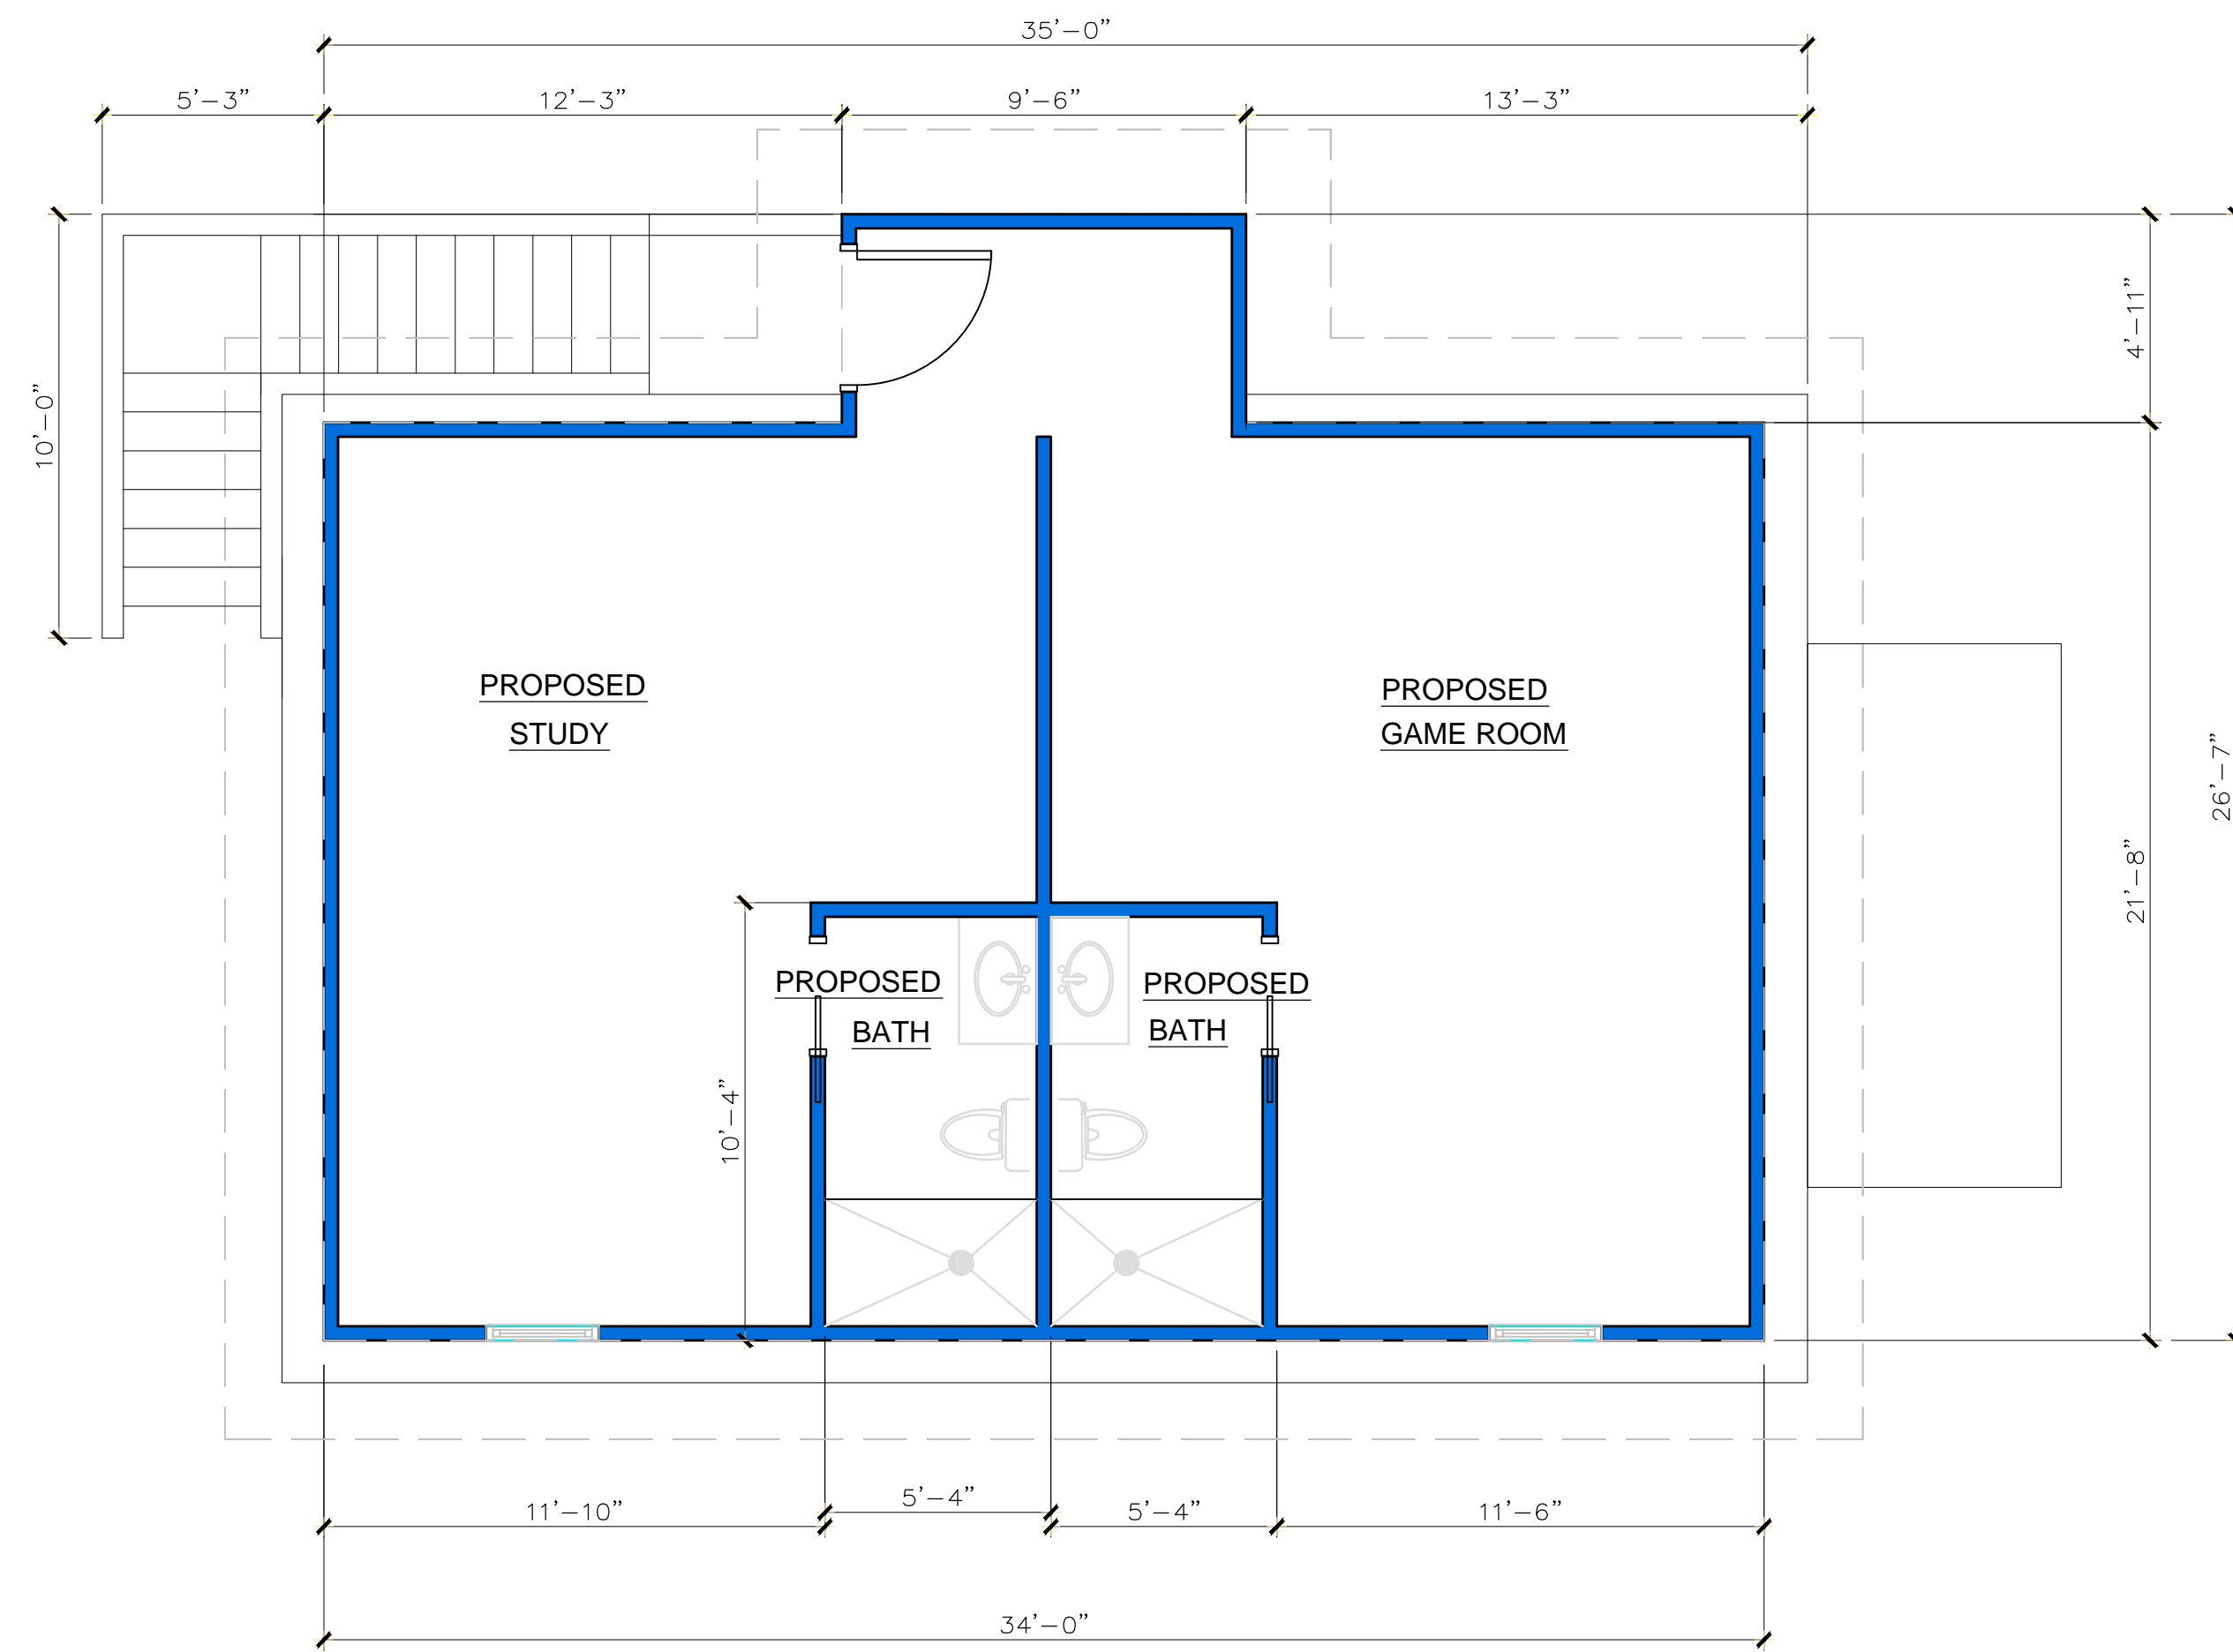 35'-0"
5'-3"
12'-3"
9'-6"
13'-3"
4'-11"
10'-0"
PROPOSED
STUDY
PROPOSED
GAME ROOM
26'-7"
21'-8"
PROPOSED
BATH
PROPOSED
BATH
10'-4"
11'-10"
5'-4"
5'-4"
11'-6"
34'-0"